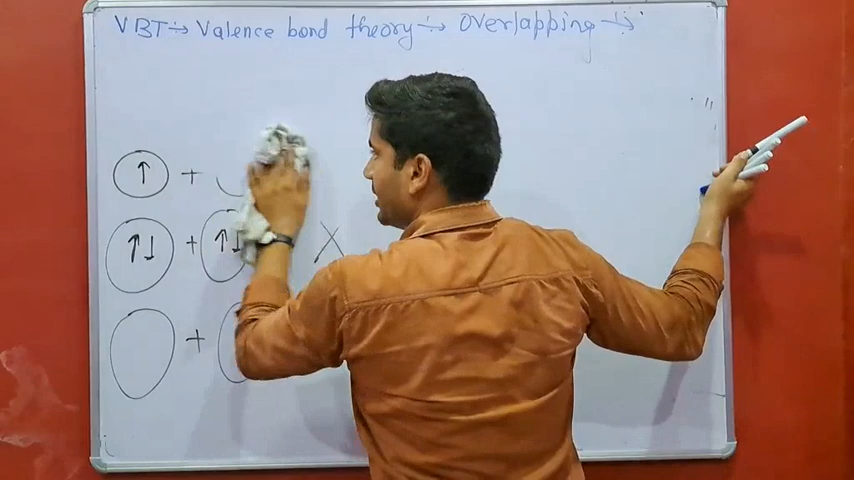 VBT → Valence bond theory → Overlapping →
↑ +
↑↓ + ↑↓ X
+